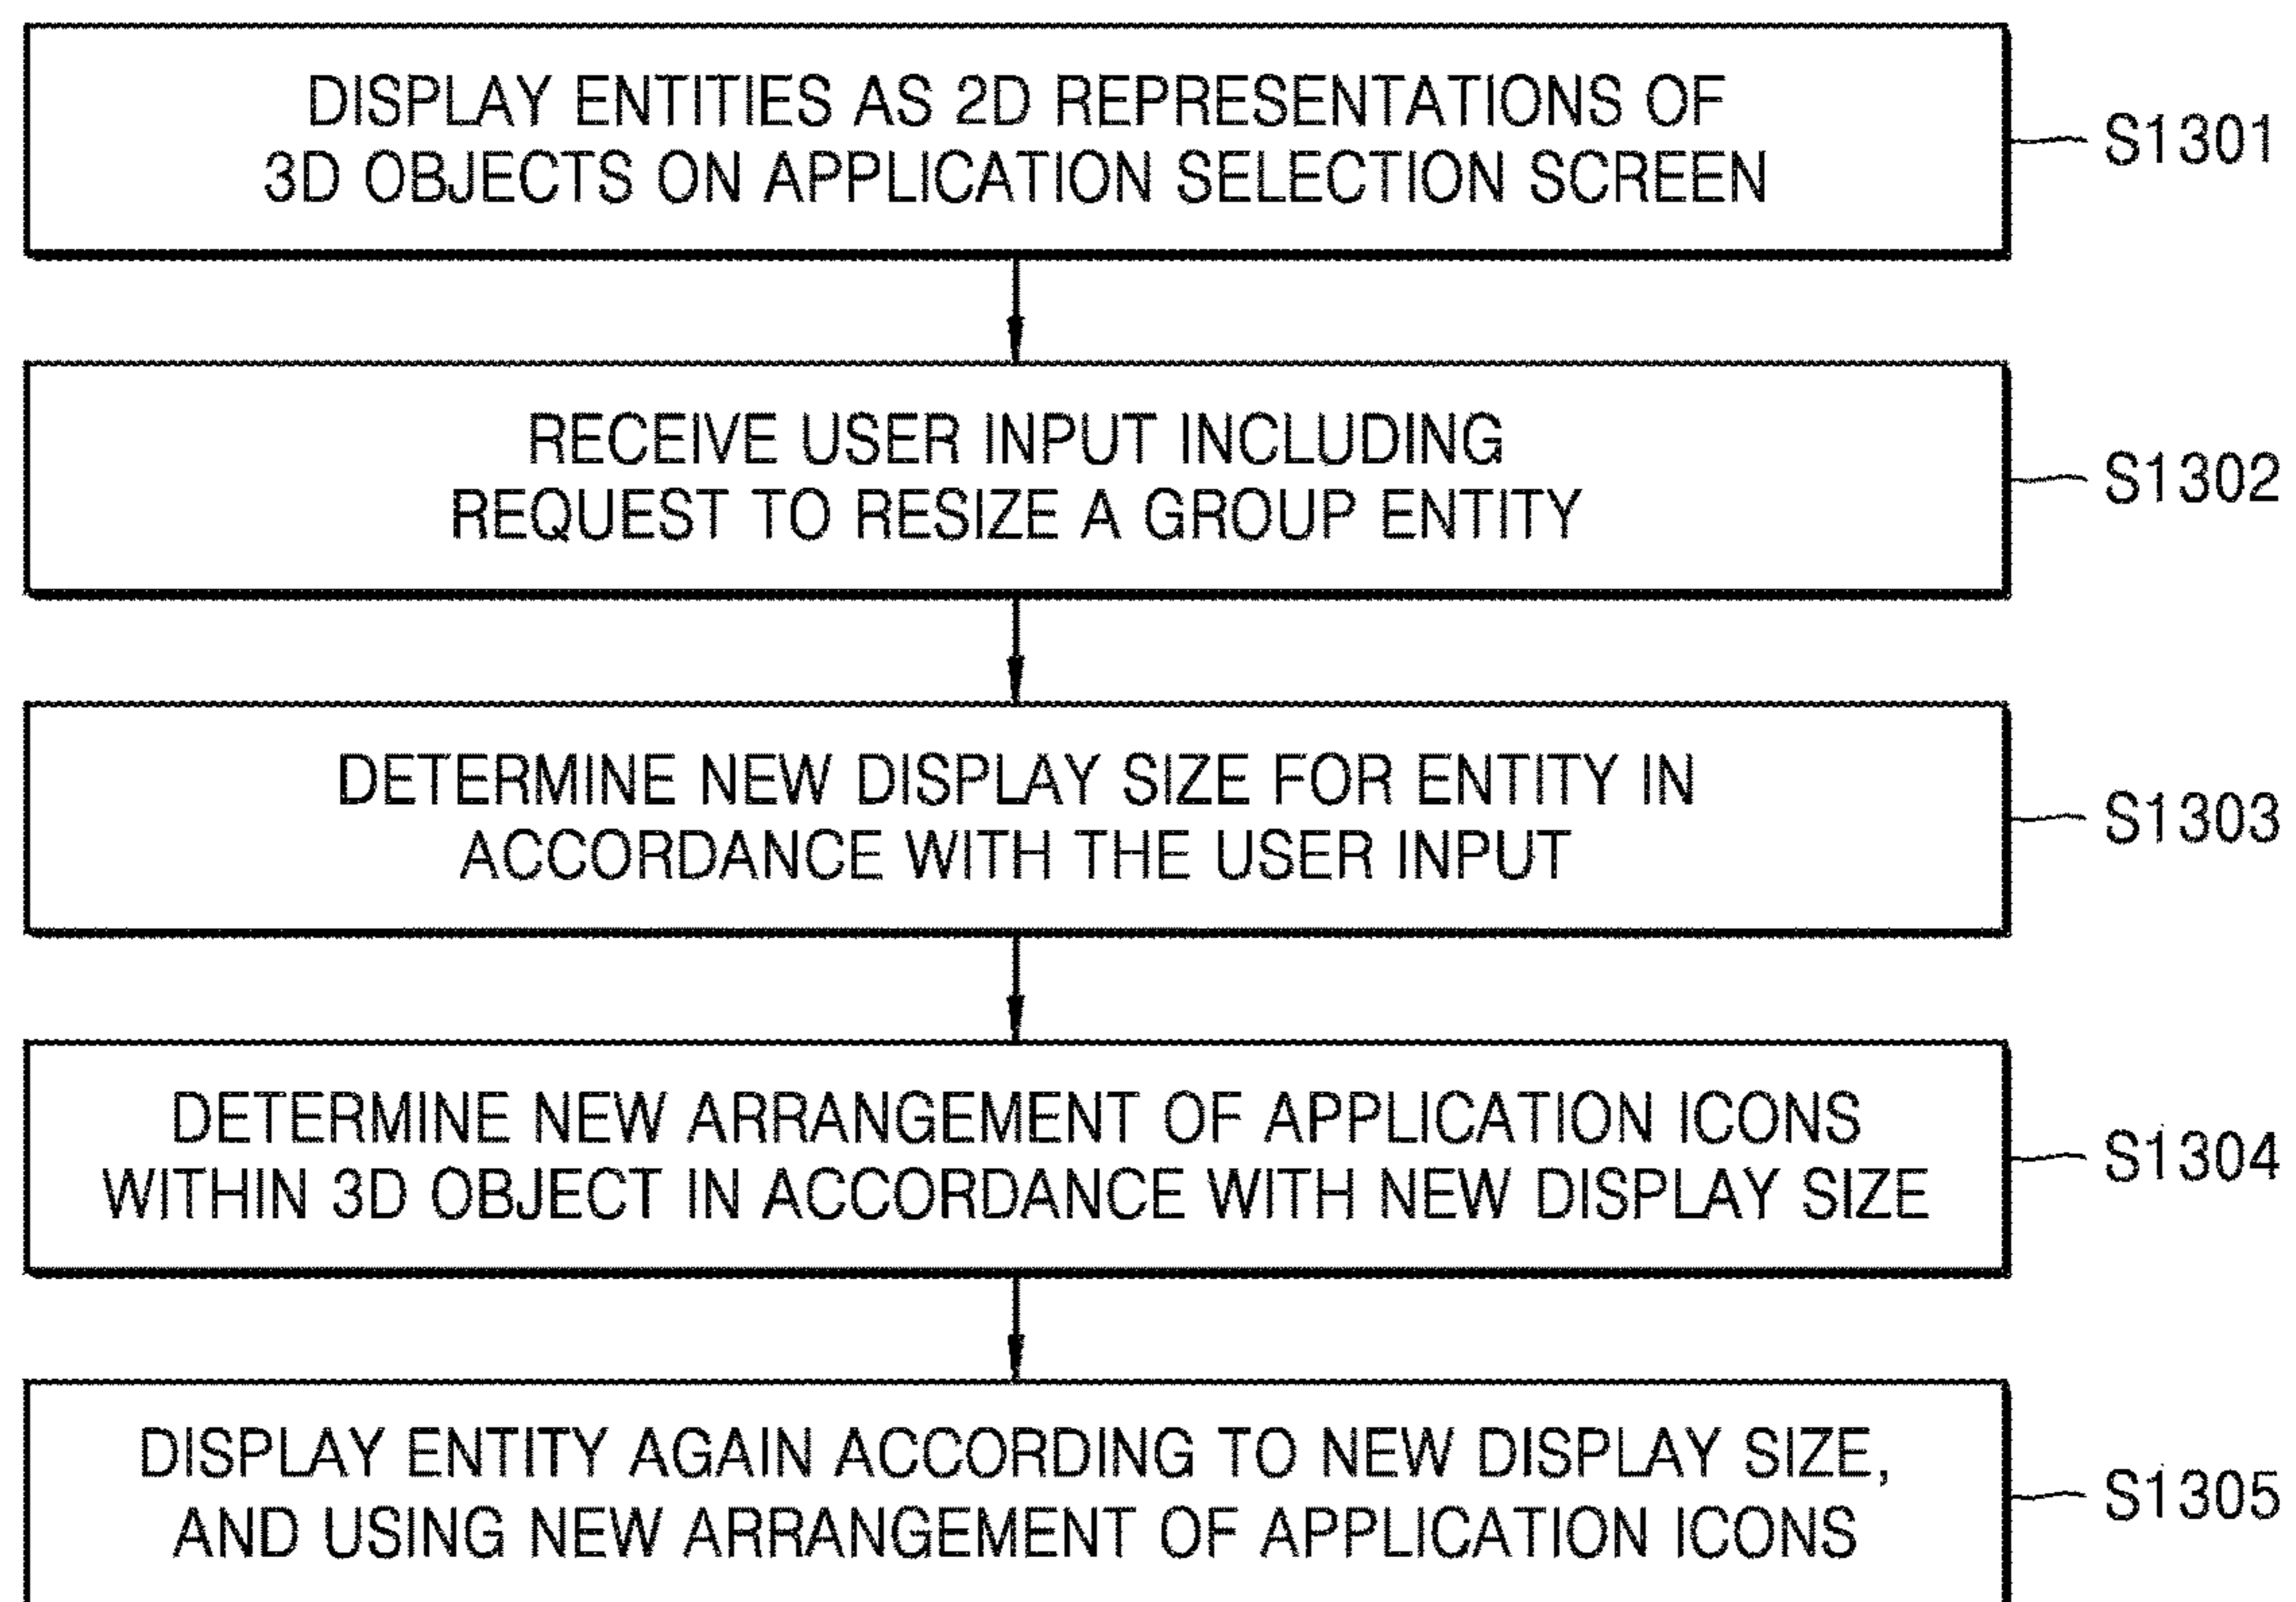 DISPLAY ENTITIES AS 2D REPRESENTATIONS OF
3D OBJECTS ON APPLICATION SELECTION SCREEN
S1301
RECEIVE USER INPUT INCLUDING
REQUEST TO RESIZE A GROUP ENTITY
S1302
DETERMINE NEW DISPLAY SIZE FOR ENTITY IN
ACCORDANCE WITH THE USER INPUT
S1303
DETERMINE NEW ARRANGEMENT OF APPLICATION ICONS
WITHIN 3D OBJECT IN ACCORDANCE WITH NEW DISPLAY SIZE
S1304
DISPLAY ENTITY AGAIN ACCORDING TO NEW DISPLAY SIZE,
AND USING NEW ARRANGEMENT OF APPLICATION ICONS
S1305